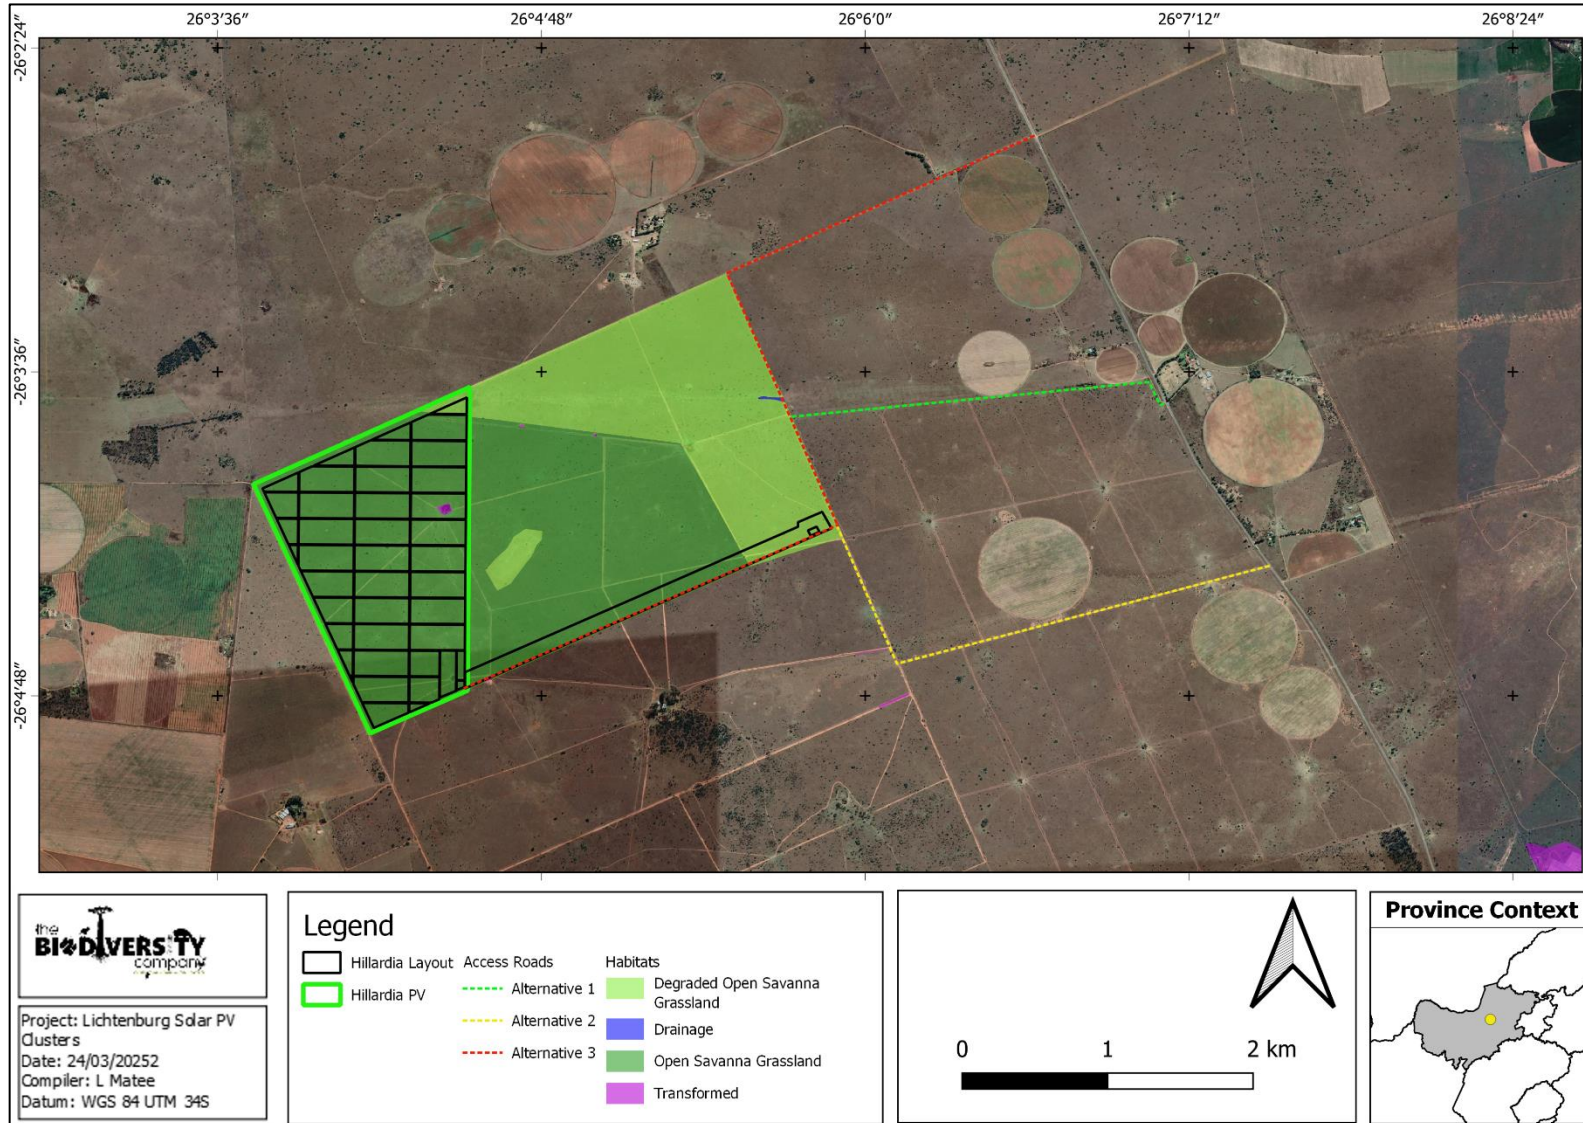 26°3′36″ 26°4′48″ 26°6′0″ 26°7′12″ 26°8′24″
-26°2′24″
-26°3′36″
-26°4′48″
the
BIODIVERSITY
company
Project: Lichtenburg Solar PV
Clusters
Date: 24/03/20252
Compiler: L Matee
Datum: WGS 84 UTM 34S
Legend
Hillardia Layout
Hillardia PV
Access Roads
Alternative 1
Alternative 2
Alternative 3
Habitats
Degraded Open Savanna
Grassland
Drainage
Open Savanna Grassland
Transformed
0 1 2 km
Province Context